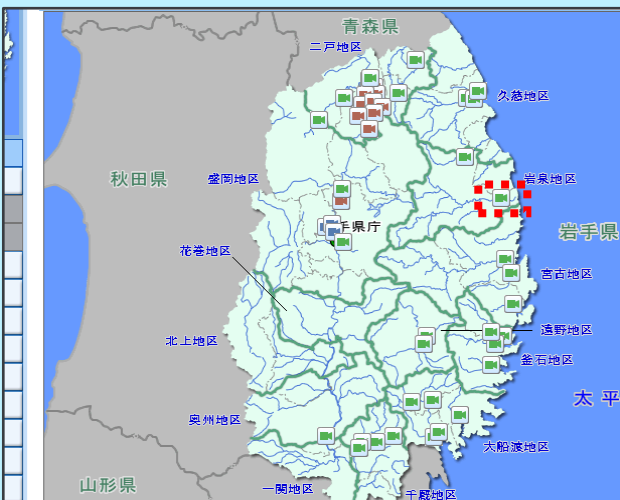 青森県
二戸地区
久慈地区
秋田県
盛岡地区
岩泉地区
手県庁
岩手県
花巻地区
宮古地区
遠野地区
北上地区
釜石地区
太 平
奥州地区
大船渡地区
山形県
一関地区
千厩地区